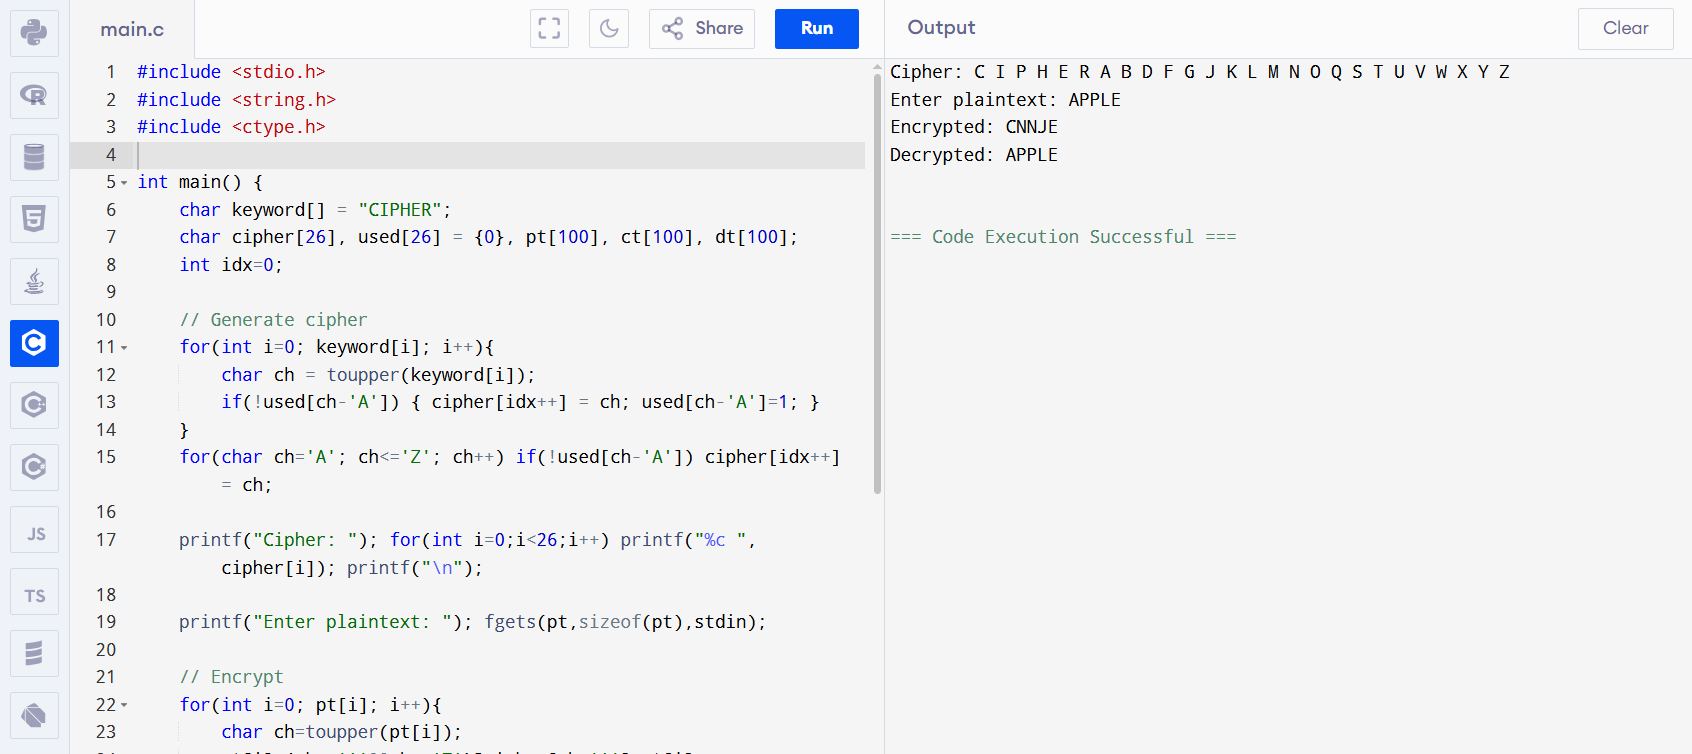 main.c
Share
Run
Output
Clear
1 #include <stdio.h>
2 #include <string.h>
3 #include <ctype.h>
4
5 int main() {
6 char keyword[] = "CIPHER";
7 char cipher[26], used[26] = {0}, pt[100], ct[100], dt[100];
8 int idx=0;
9
10 // Generate cipher
11 for(int i=0; keyword[i]; i++){
12 char ch = toupper(keyword[i]);
13 if(!used[ch-'A']) { cipher[idx++] = ch; used[ch-'A']=1; }
14 }
15 for(char ch='A'; ch<='Z'; ch++) if(!used[ch-'A']) cipher[idx++]
= ch;
16
17 printf("Cipher: "); for(int i=0;i<26;i++) printf("%c ",
cipher[i]); printf("\n");
18
19 printf("Enter plaintext: "); fgets(pt,sizeof(pt),stdin);
20
21 // Encrypt
22 for(int i=0; pt[i]; i++){
23 char ch=toupper(pt[i]);
Cipher: C I P H E R A B D F G J K L M N O Q S T U V W X Y Z
Enter plaintext: APPLE
Encrypted: CNNJE
Decrypted: APPLE
=== Code Execution Successful ===
JS
TS